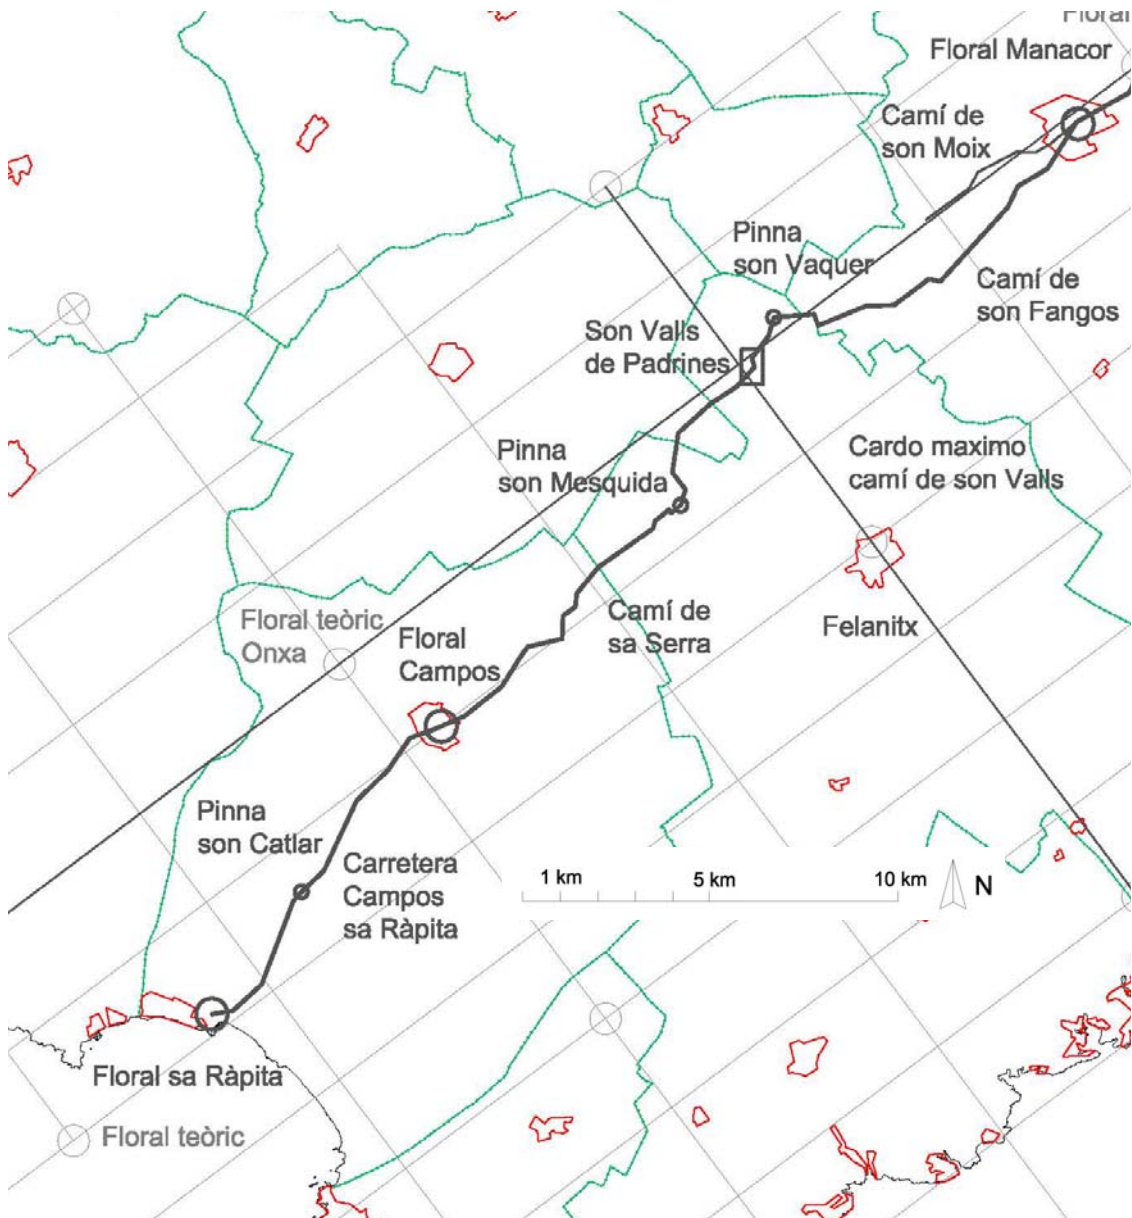 Floral
Floral Manacor
Camí de
son Moix
Pinna
son Vaquer
Camí de
son Fangos
Son Valls
de Padrines
Pinna
son Mesquida
Cardo maximo
camí de son Valls
Floral teòric
Onxa
Floral
Campos
Camí de
sa Serra
Felanitx
Pinna
son Catlar
Carretera
Campos
sa Ràpita
1 km
5 km
10 km
N
Floral sa Ràpita
Floral teòric